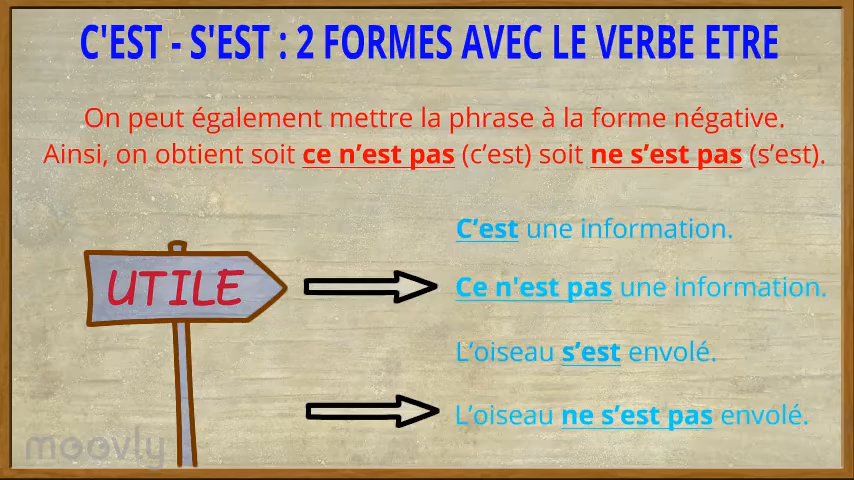 C'EST - S'EST : 2 FORMES AVEC LE VERBE ETRE
On peut également mettre la phrase à la forme négative.
Ainsi, on obtient soit ce n’est pas (c’est) soit ne s’est pas (s’est).
C’est une information.
UTILE
Ce n'est pas une information.
L’oiseau s’est envolé.
L’oiseau ne s’est pas envolé.
moovly